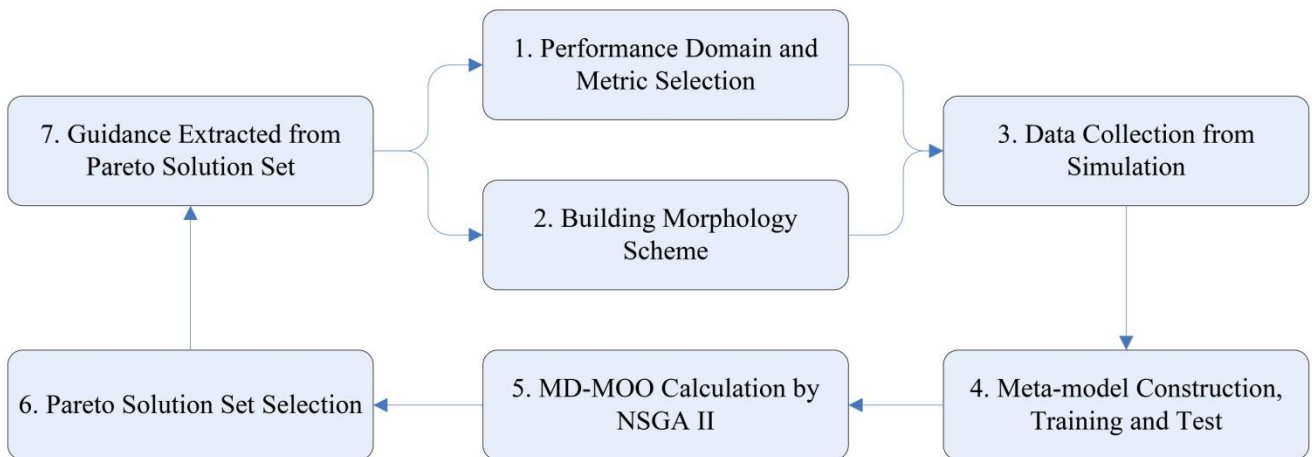 1. Performance Domain and
Metric Selection
7. Guidance Extracted from
Pareto Solution Set
3. Data Collection from
Simulation
2. Building Morphology
Scheme
6. Pareto Solution Set Selection
5. MD-MOO Calculation by
NSGA II
4. Meta-model Construction,
Training and Test